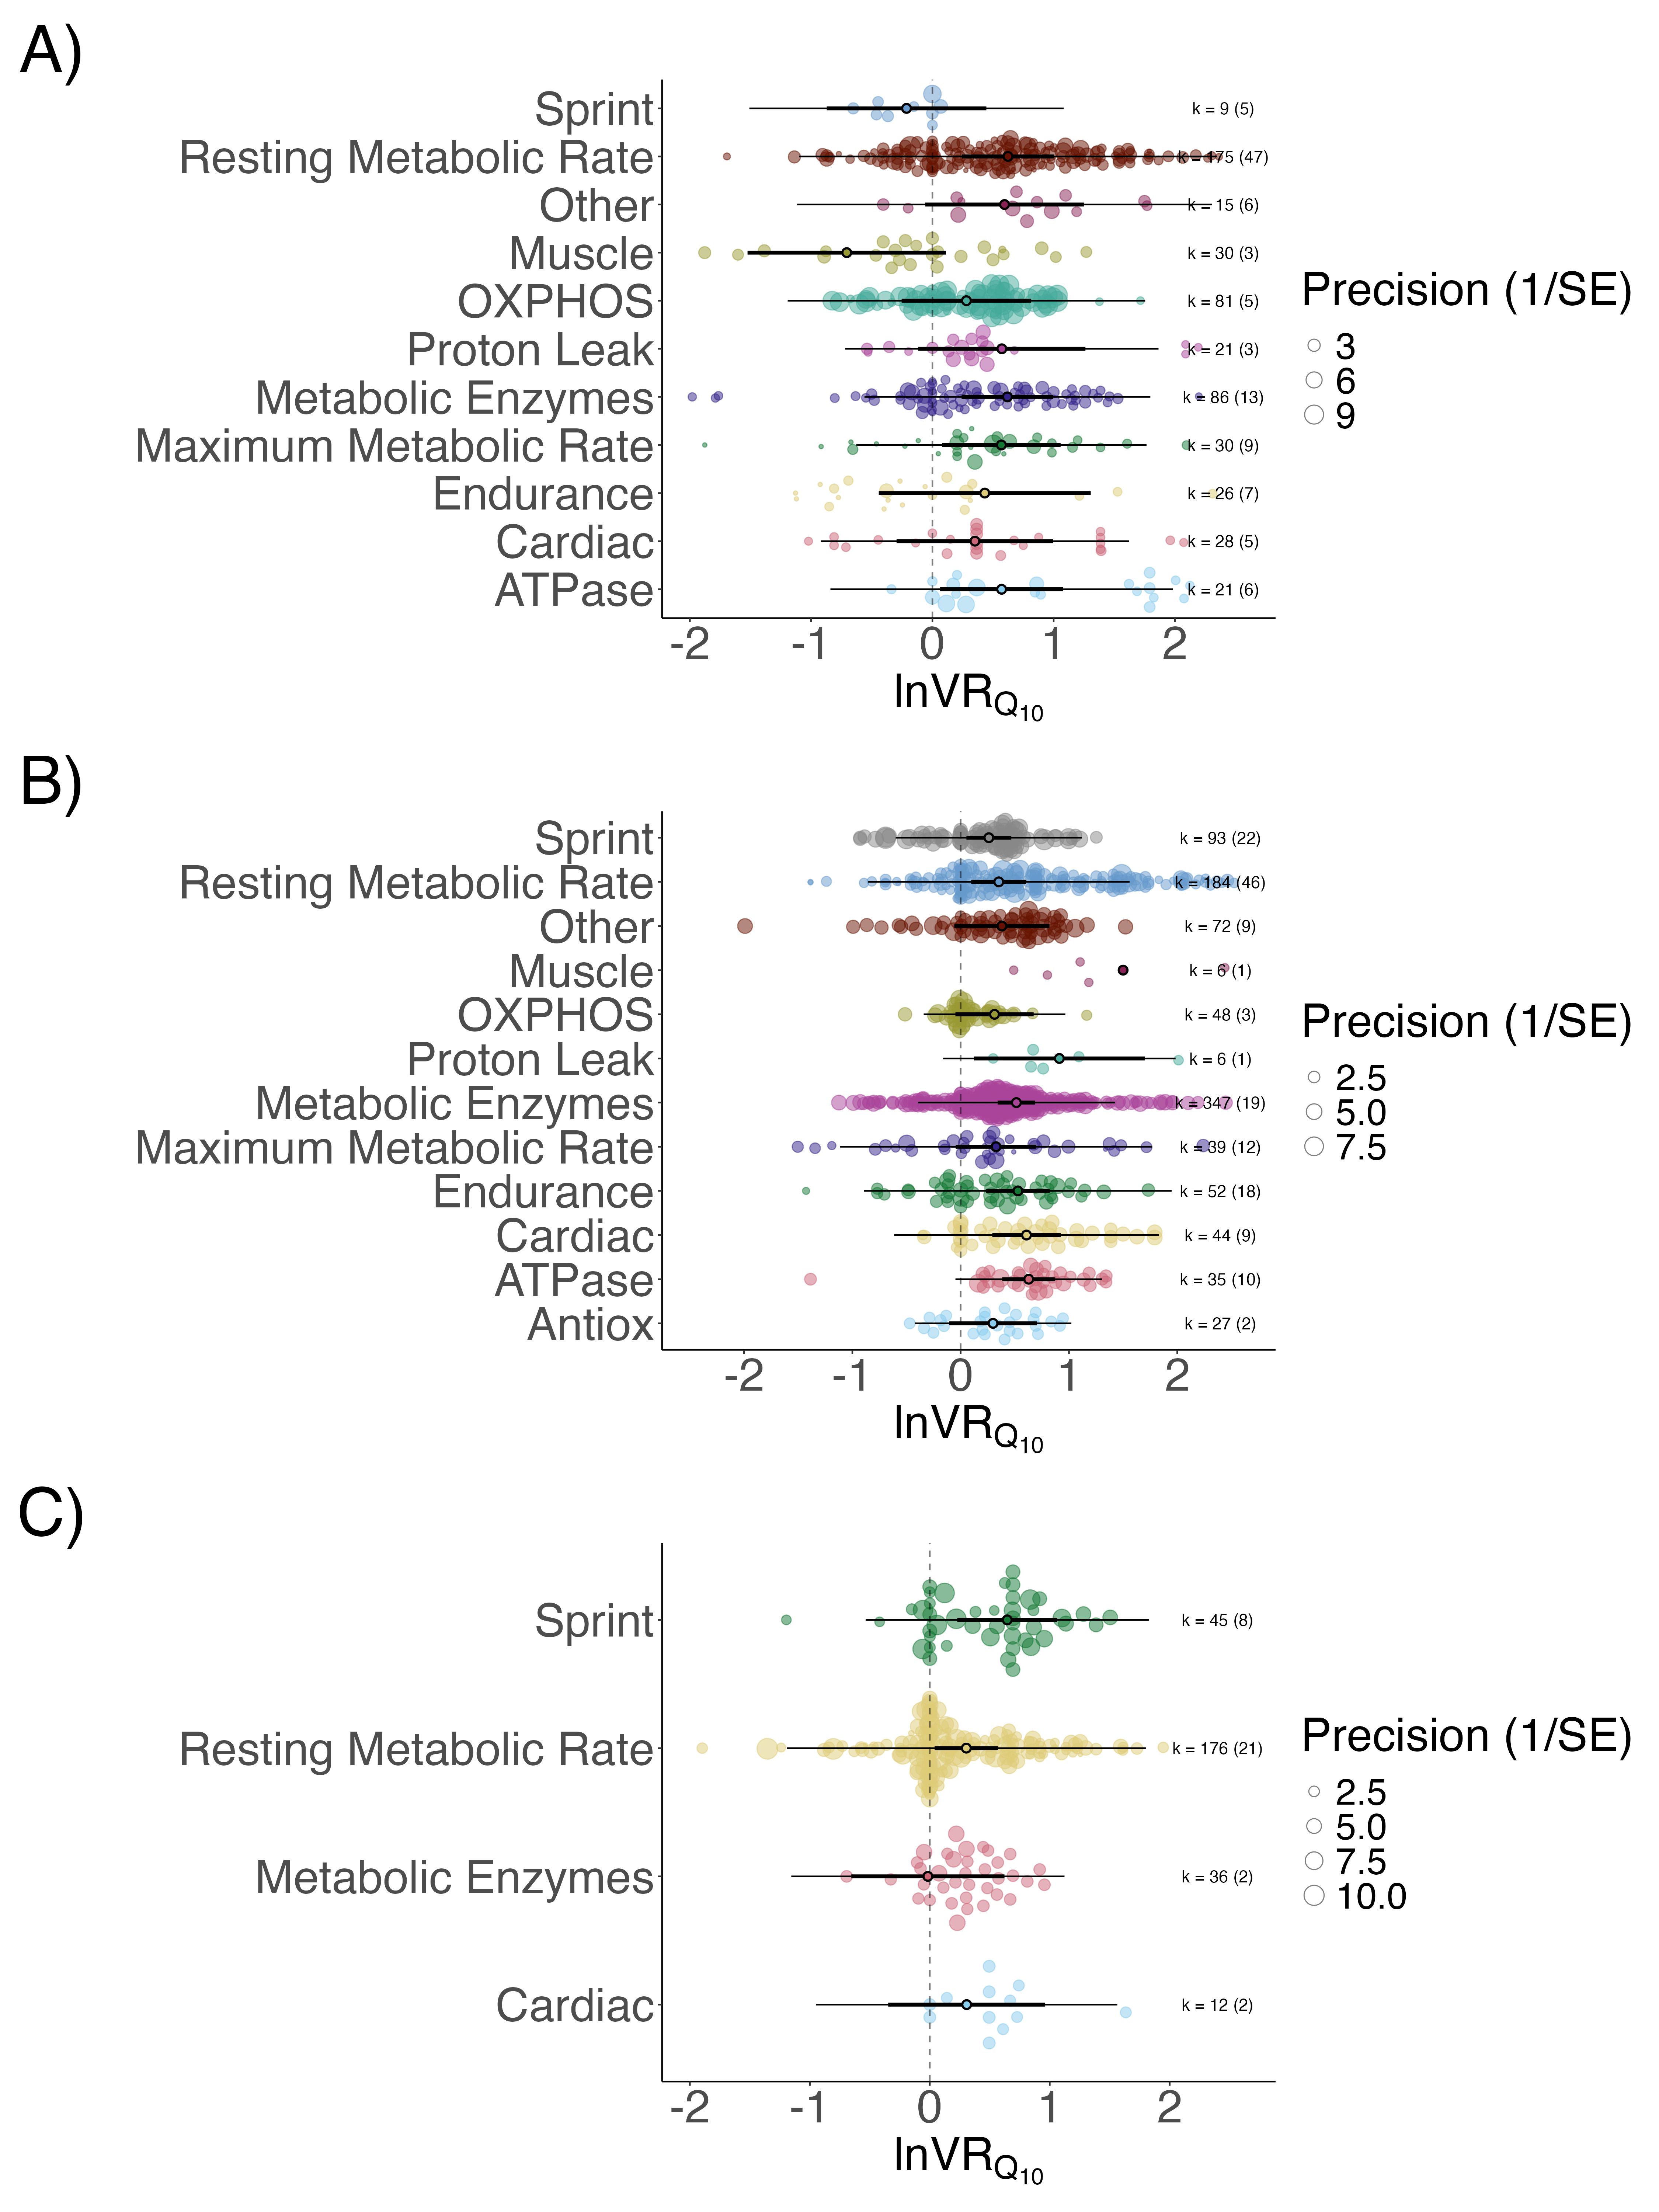 A)
Sprint
k = 9 (5)
Resting Metabolic Rate
k = 175 (47)
Other
k = 15 (6)
Muscle
k = 30 (3)
OXPHOS
k = 81 (5)
Proton Leak
k = 21 (3)
Metabolic Enzymes
k = 86 (13)
Maximum Metabolic Rate
k = 30 (9)
Endurance
k = 26 (7)
Cardiac
k = 28 (5)
ATPase
k = 21 (6)
-2 -1 0 1 2
lnVR Q10
Precision (1/SE)
3
6
9
B)
Sprint
k = 93 (22)
Resting Metabolic Rate
k = 184 (46)
Other
k = 72 (9)
Muscle
k = 6 (1)
OXPHOS
k = 48 (3)
Proton Leak
k = 6 (1)
Metabolic Enzymes
k = 347 (19)
Maximum Metabolic Rate
k = 39 (12)
Endurance
k = 52 (18)
Cardiac
k = 44 (9)
ATPase
k = 35 (10)
Antiox
k = 27 (2)
-2 -1 0 1 2
lnVR Q10
Precision (1/SE)
2.5
5.0
7.5
C)
Sprint
k = 45 (8)
Resting Metabolic Rate
k = 176 (21)
Metabolic Enzymes
k = 36 (2)
Cardiac
k = 12 (2)
-2 -1 0 1 2
lnVR Q10
Precision (1/SE)
2.5
5.0
7.5
10.0